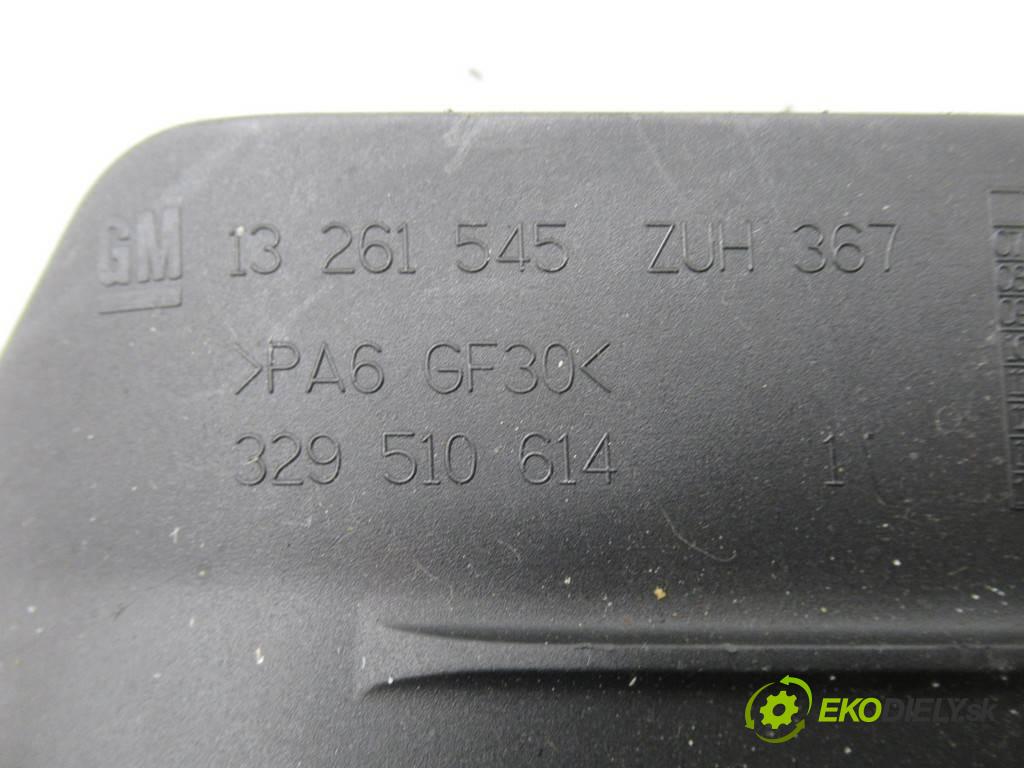 GM 13 261 545 ZUH 367
>PA6 GF30<
329 510 614 1
EKODIELY.sk